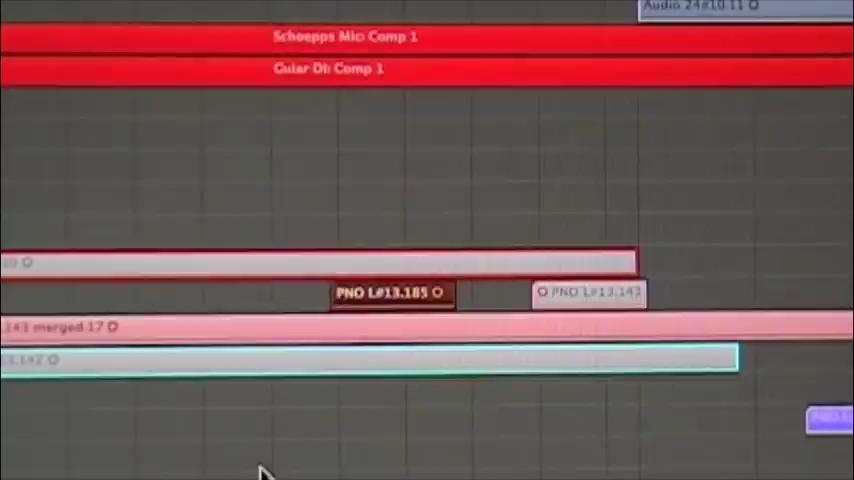 Audio 24#10.11
Schoepps Mic: Comp 1
Guiar DI: Comp 1
PNO L#13.185
PNO L#13.143
.143 merged.17